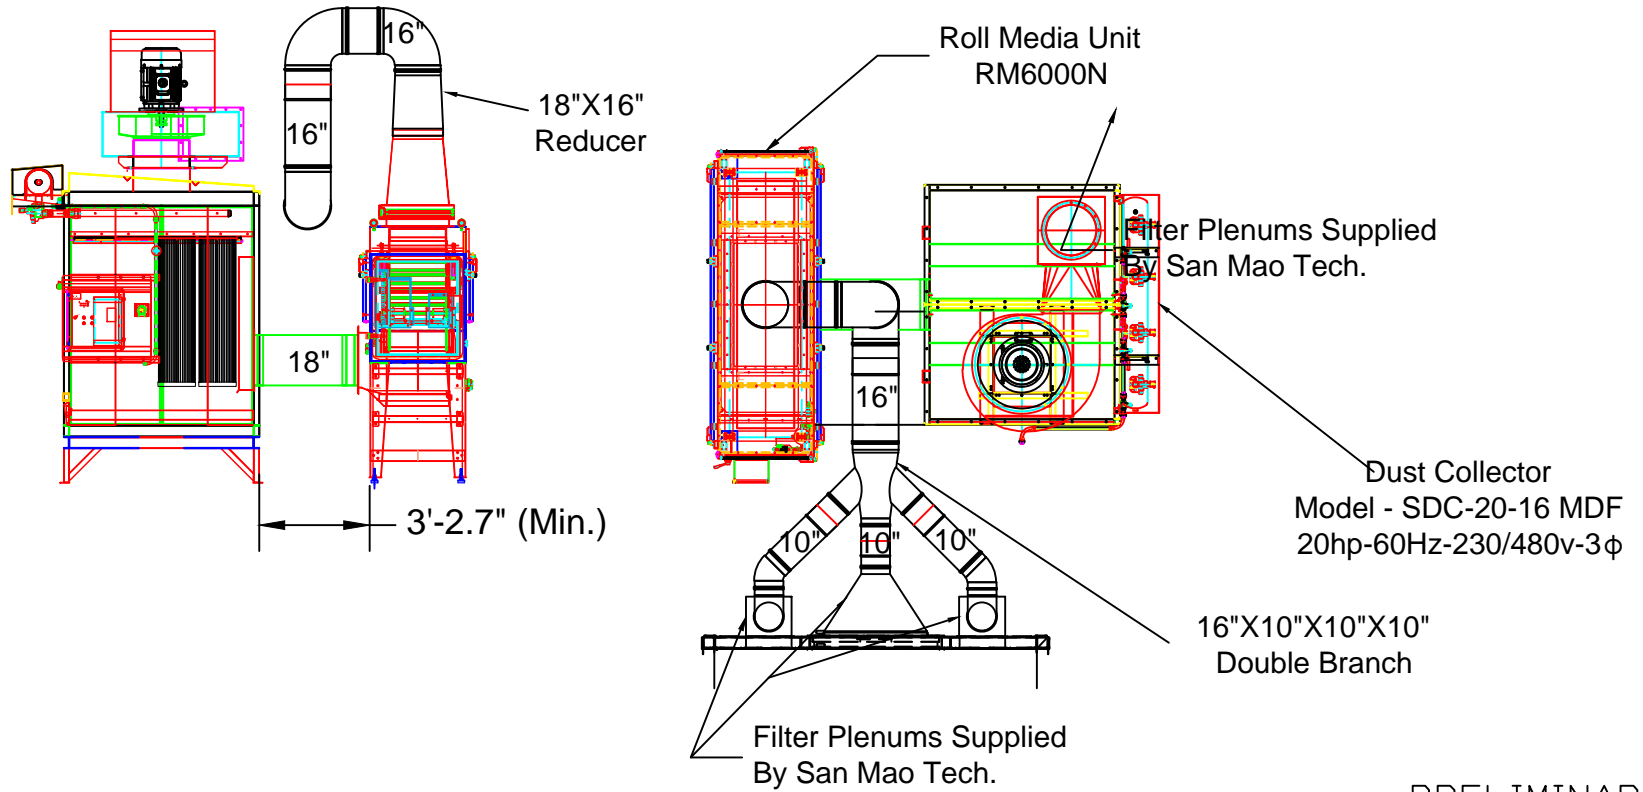 16"
16"
18"X16"
Reducer
18"
3'-2.7" (Min.)
Roll Media Unit
RM6000N
Filter Plenums Supplied
By San Mao Tech.
16"
10"
10"
10"
Dust Collector
Model - SDC-20-16 MDF
20hp-60Hz-230/480v-3ϕ
16"X10"X10"X10"
Double Branch
Filter Plenums Supplied
By San Mao Tech.